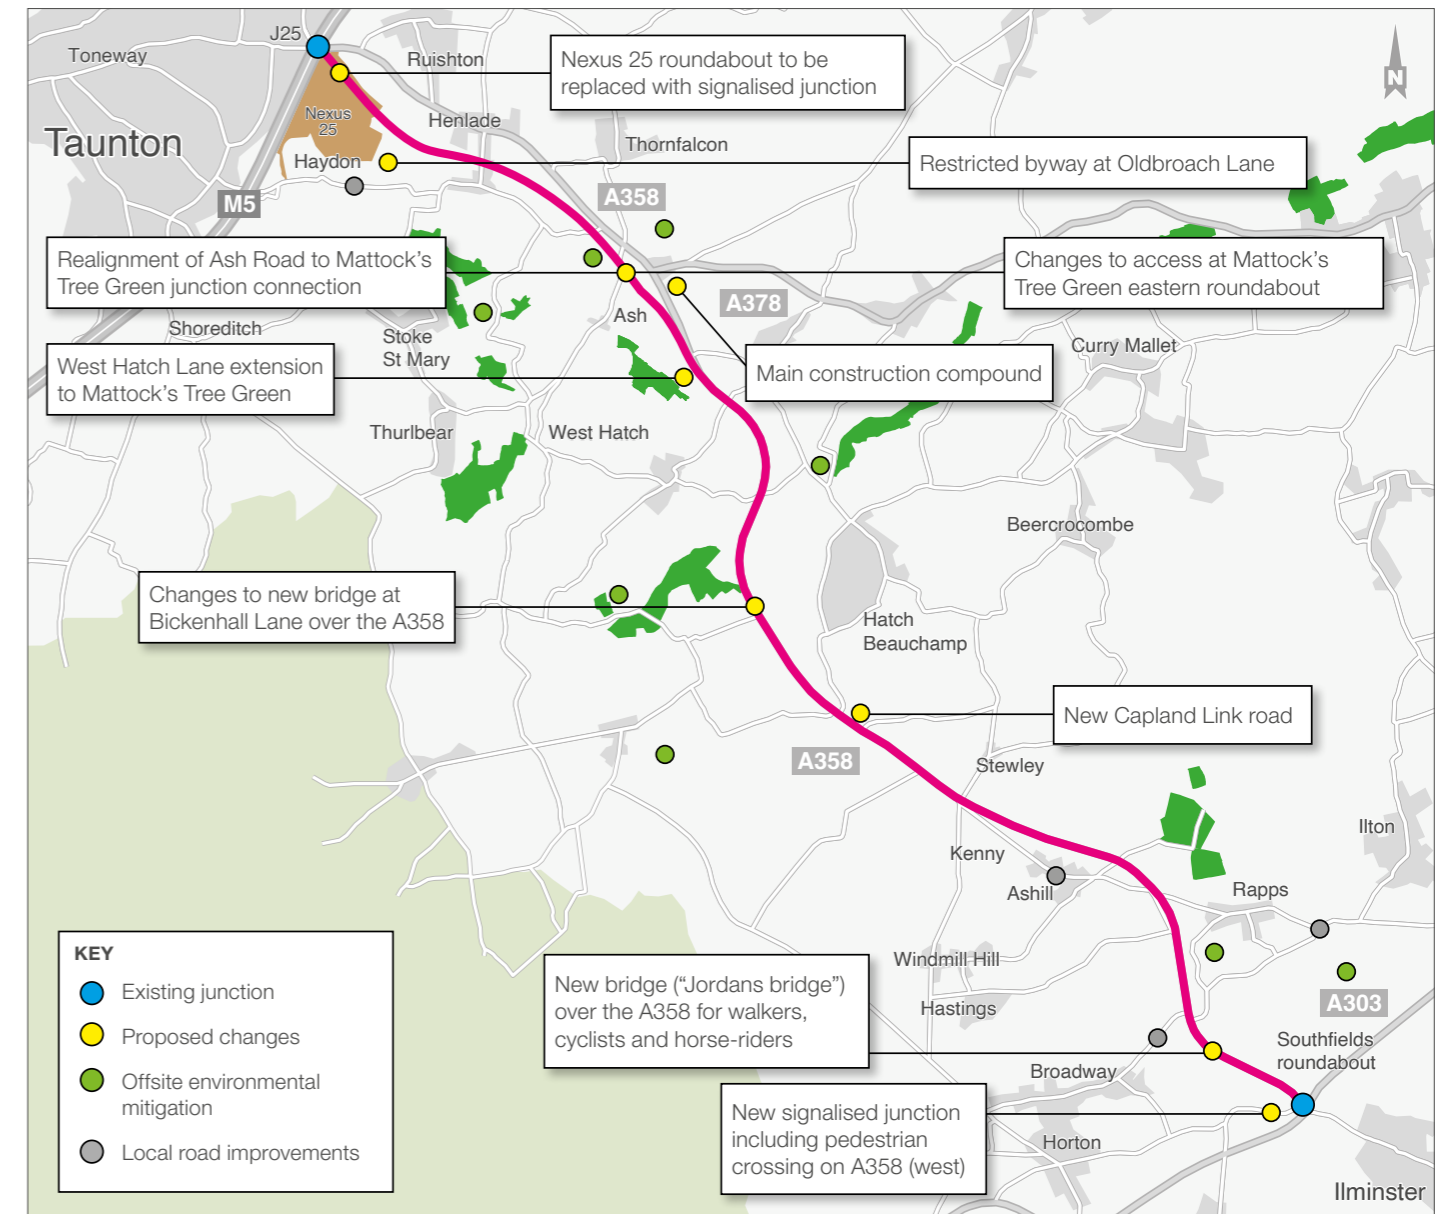 J25
Toneway
Ruishton
Nexus 25 roundabout to be
replaced with signalised junction
N
Nexus
25
Henlade
Taunton
Thornfalcon
Haydon
Restricted byway at Oldbroach Lane
A358
M5
Realignment of Ash Road to Mattock's
Tree Green junction connection
Changes to access at Mattock's
Tree Green eastern roundabout
A378
Ash
Shoreditch
Stoke
St Mary
Curry Mallet
West Hatch Lane extension
to Mattock's Tree Green
Main construction compound
Thurlbear
West Hatch
Beercrocombe
Changes to new bridge at
Bickenhall Lane over the A358
Hatch
Beauchamp
New Capland Link road
A358
Stewley
Ilton
Kenny
Ashill
Rapps
KEY
Existing junction
Proposed changes
Offsite environmental
mitigation
Local road improvements
Windmill Hill
Hastings
New bridge (“Jordans bridge”)
over the A358 for walkers,
cyclists and horse-riders
A303
Southfields
roundabout
Broadway
New signalised junction
including pedestrian
crossing on A358 (west)
Horton
Ilminster